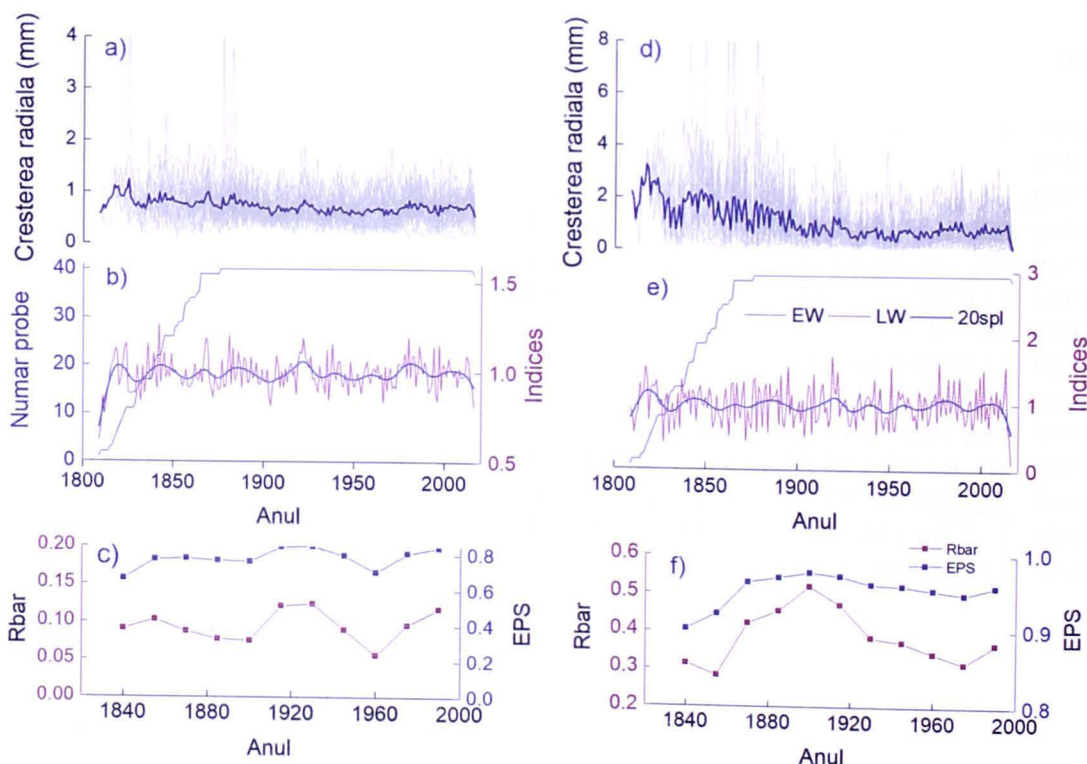 a)
Cresterea radiala (mm)
4
3
2
1
0
d)
Cresterea radiala (mm)
8
6
4
2
0
b)
Numar probe
40
30
20
10
0
1.5
1.0
0.5
Indices
1800 1850 1900 1950 2000
Anul
e)
EW LW 20spl
3
2
1
0
Indices
1800 1850 1900 1950 2000
Anul
c)
Rbar
0.20
0.15
0.10
0.05
0.00
0.8
0.6
0.4
0.2
0.0
EPS
1840 1880 1920 1960 2000
Anul
f)
Rbar
EPS
Rbar
0.6
0.5
0.4
0.3
0.2
1.0
0.9
0.8
EPS
1840 1880 1920 1960 2000
Anul